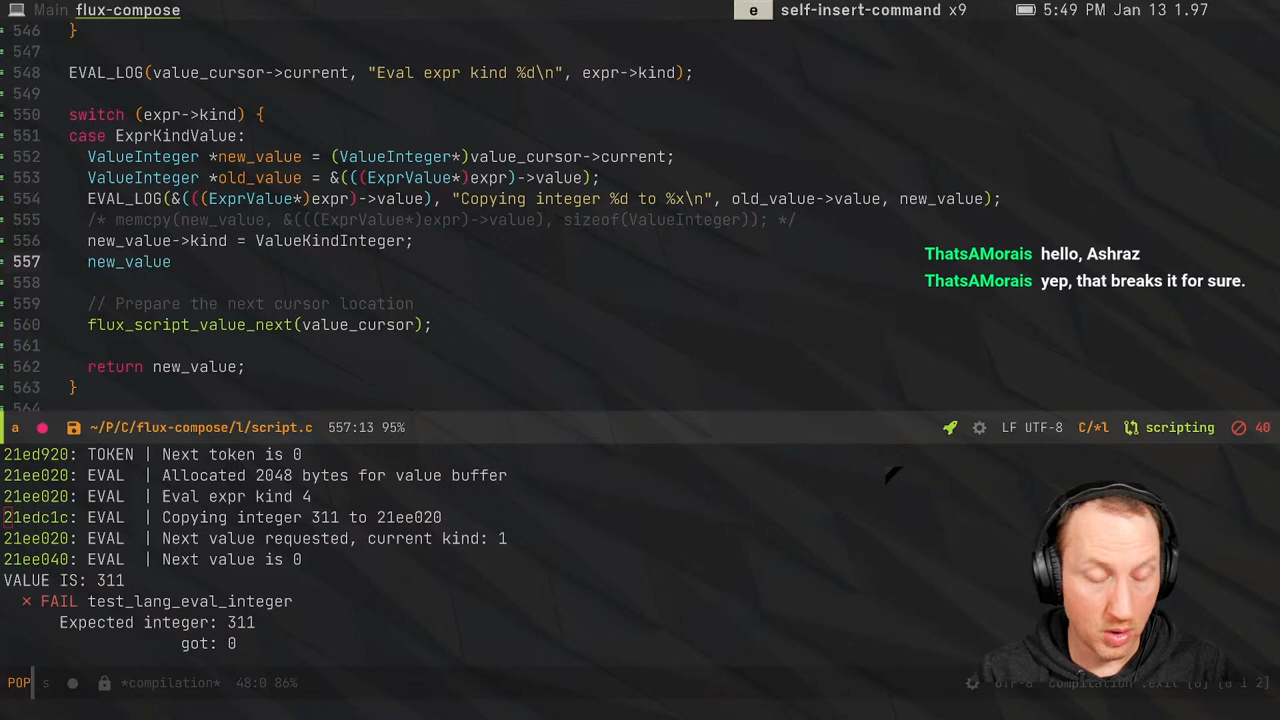 Main flux-compose e self-insert-command x9 5:49 PM Jan 13 1.97
546 }
547
548 EVAL_LOG(value_cursor->current, "Eval expr kind %d\n", expr->kind);
549
550 switch (expr->kind) {
551 case ExprKindValue:
552 ValueInteger *new_value = (ValueInteger*)value_cursor->current;
553 ValueInteger *old_value = &(((ExprValue*)expr)->value);
554 EVAL_LOG(&(((ExprValue*)expr)->value), "Copying integer %d to %x\n", old_value->value, new_value);
555 /* memcpy(new_value, &(((ExprValue*)expr)->value), sizeof(ValueInteger)); */
556 new_value->kind = ValueKindInteger;
557 new_value
558
559 // Prepare the next cursor location
560 flux_script_value_next(value_cursor);
561
562 return new_value;
563 }
564
ThatsAMorais hello, Ashraz
ThatsAMorais yep, that breaks it for sure.
a ~/P/C/flux-compose/l/script.c 557:13 95% LF UTF-8 C/*l scripting 40
21ed920: TOKEN | Next token is 0
21ee020: EVAL | Allocated 2048 bytes for value buffer
21ee020: EVAL | Eval expr kind 4
21edc1c: EVAL | Copying integer 311 to 21ee020
21ee020: EVAL | Next value requested, current kind: 1
21ee040: EVAL | Next value is 0
VALUE IS: 311
× FAIL test_lang_eval_integer
Expected integer: 311
got: 0
POP s *compilation* 48:0 86%